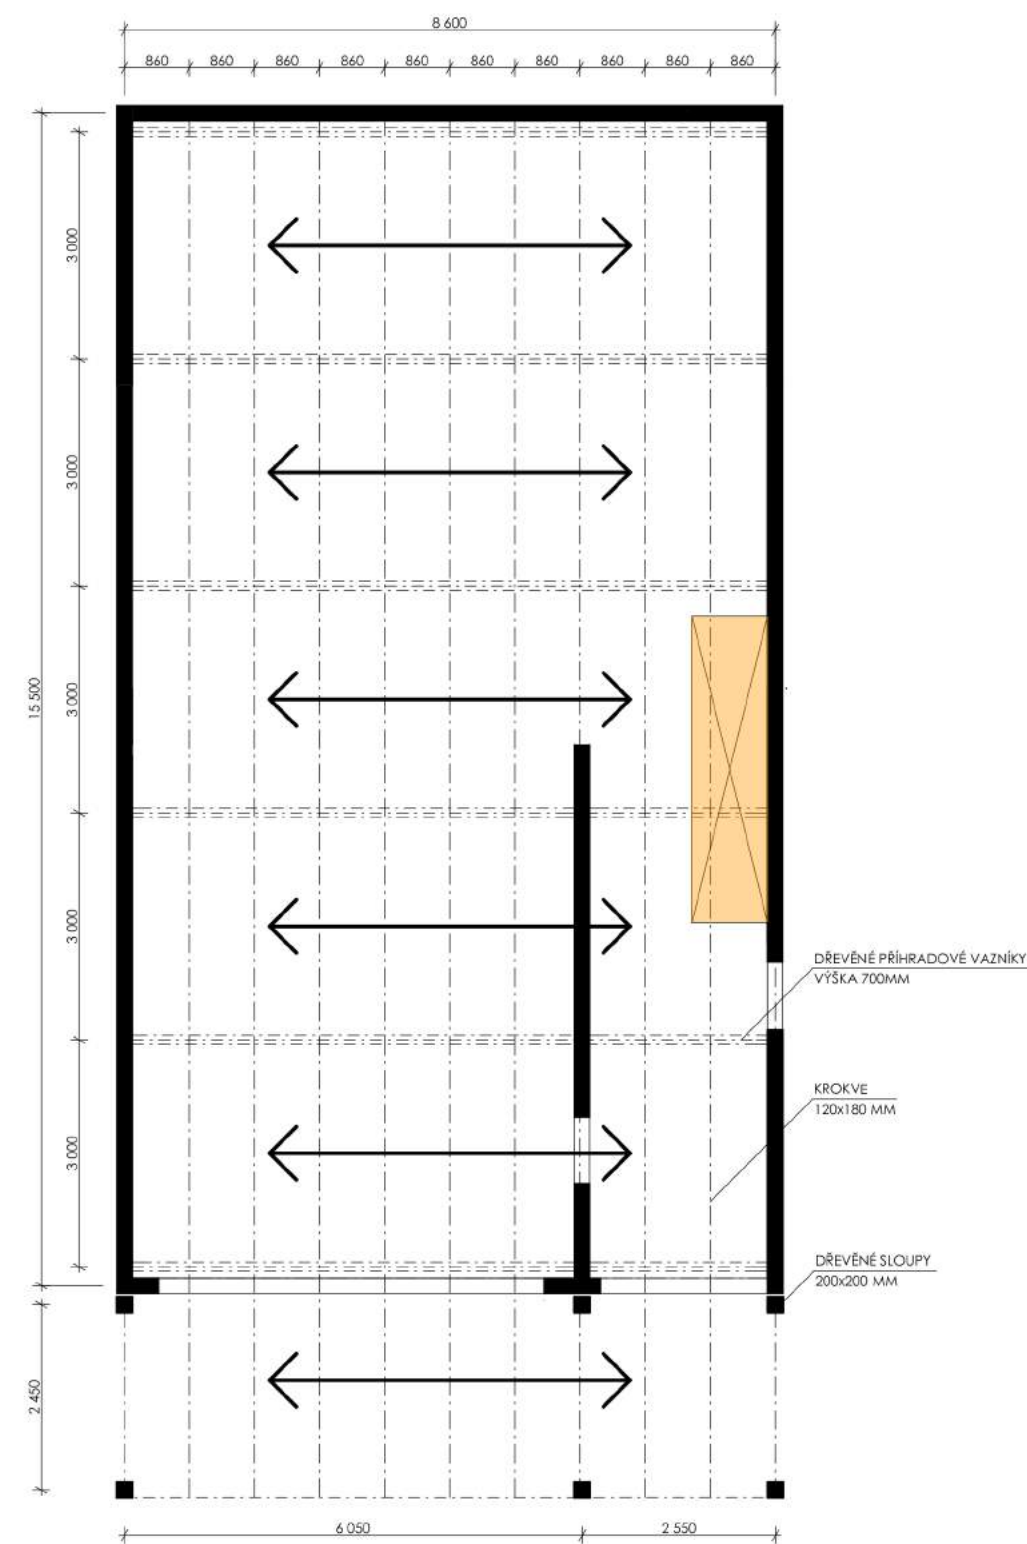 8 600
860 860 860 860 860 860 860 860 860 860
3 000
3 000
15 500
3 000
3 000
DŘEVĚNÉ PŘÍHRADOVÉ VAZNÍKY
VÝŠKA 700MM
KROKVE
120x180 MM
3 000
DŘEVĚNÉ SLOUPY
200x200 MM
2 450
6 050
2 550